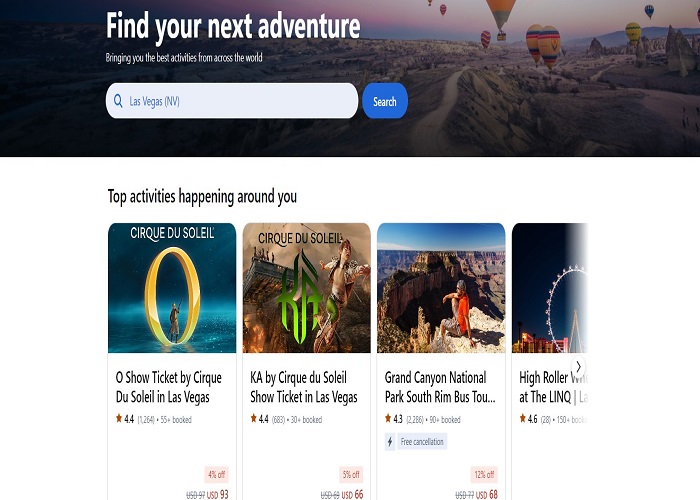 Find your next adventure
Bringing you the best activities from across the world
Las Vegas (NV)
Search
Top activities happening around you
CIRQUE DU SOLEIL
CIRQUE DU SOLEIL
KÀ
O Show Ticket by Cirque
Du Soleil in Las Vegas
4.4 (1,264) • 55+ booked
4% off
USD 97 USD 93
KA by Cirque du Soleil
Show Ticket in Las Vegas
4.4 (683) • 30+ booked
5% off
USD 69 USD 66
Grand Canyon National
Park South Rim Bus Tou...
4.3 (2,286) • 90+ booked
Free cancellation
12% off
USD 77 USD 68
High Roller
at The LINQ |
4.6 (28) • 150+